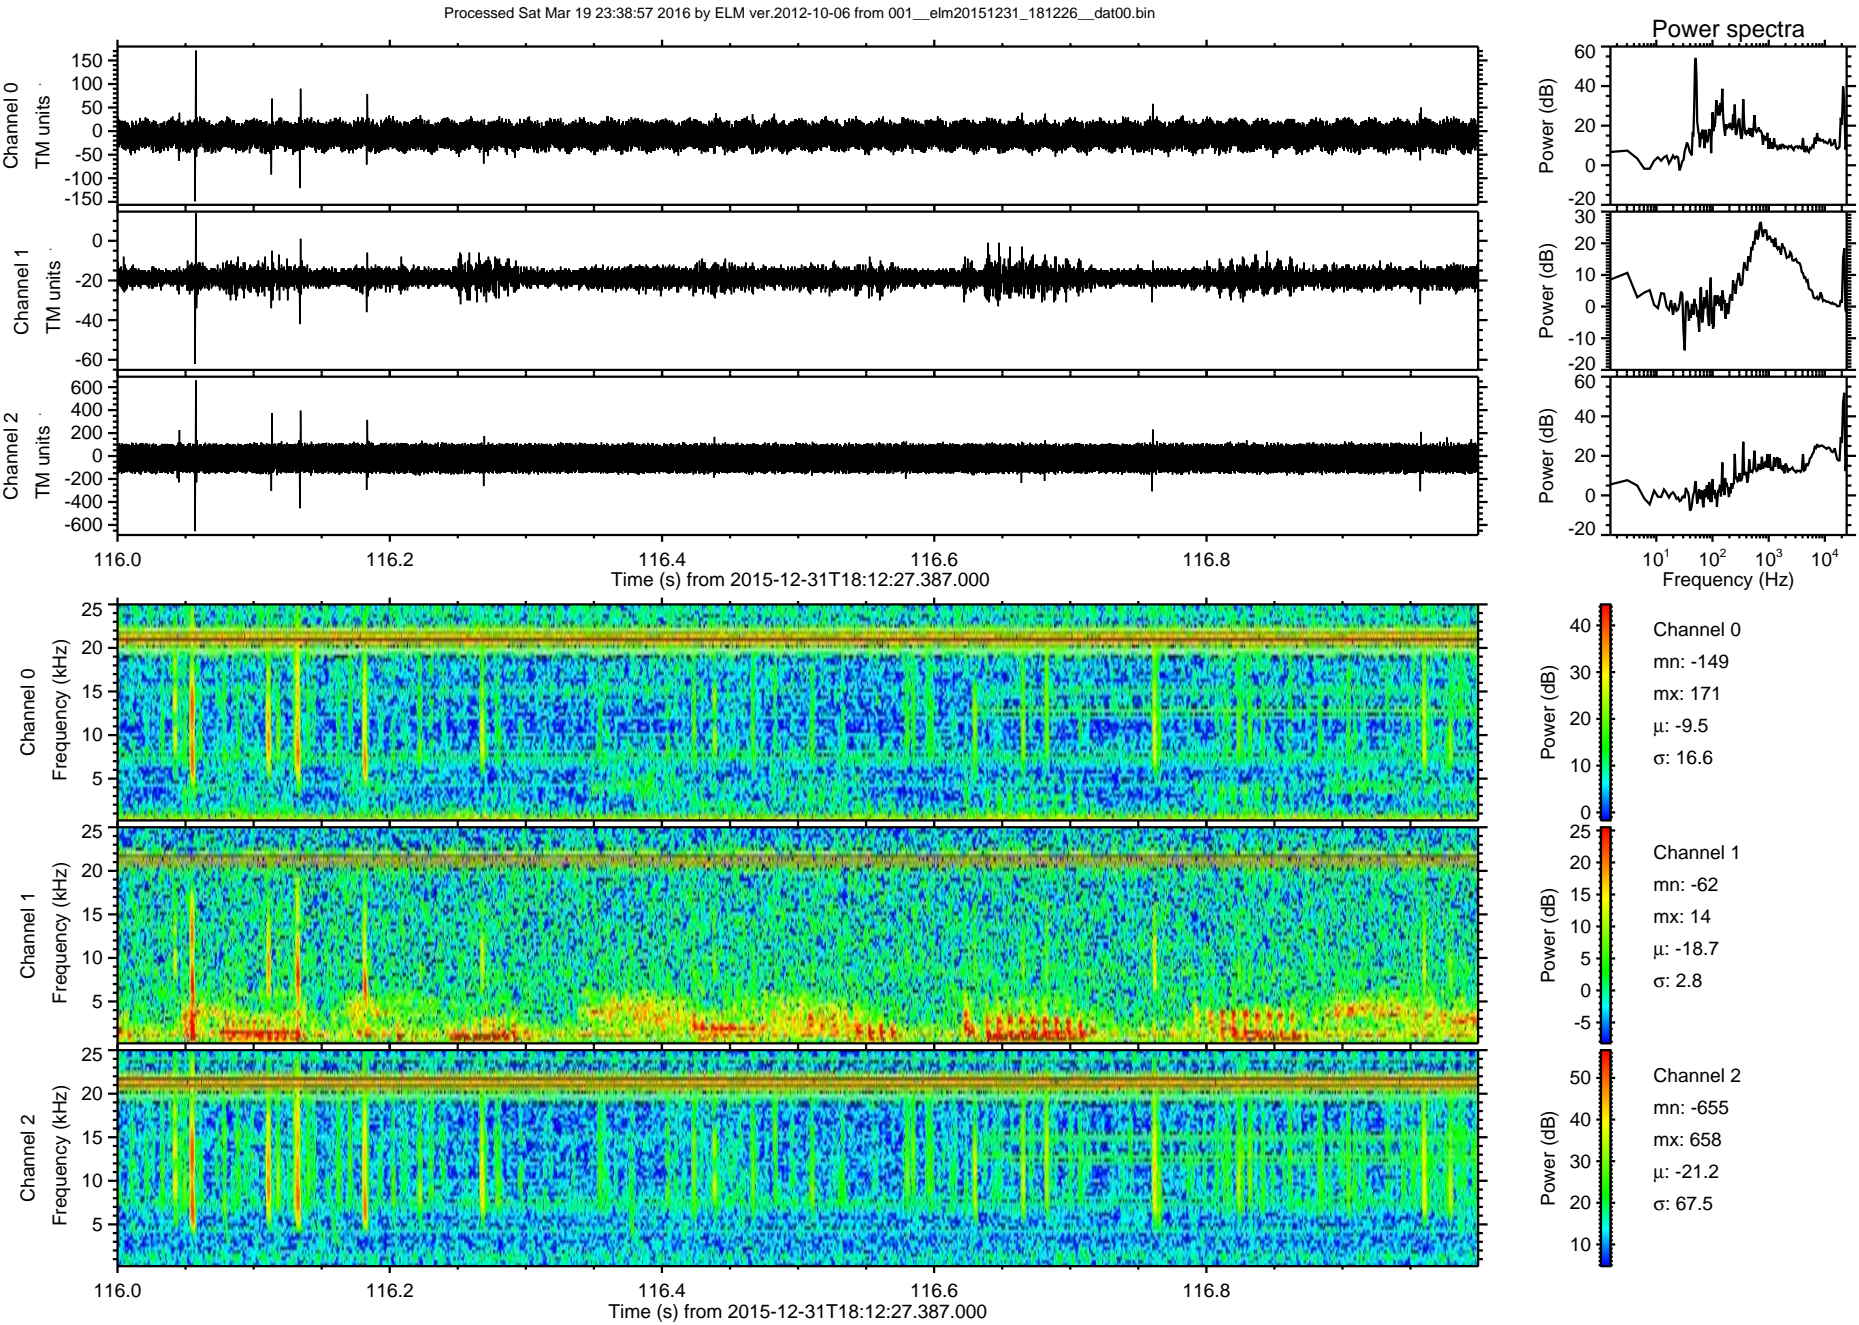 Processed Sat Mar 19 23:38:57 2016 by ELM ver.2012-10-06 from 001__elm20151231_181226__dat00.bin
Power spectra
Channel 0
TM units
150
100
50
0
-50
-100
-150
Power (dB)
60
40
20
0
-20
Channel 1
TM units
0
-20
-40
-60
Power (dB)
30
20
10
0
-10
-20
Channel 2
TM units
600
400
200
0
-200
-400
-600
Power (dB)
60
40
20
0
-20
116.0 116.2 116.4 116.6 116.8
Time (s) from 2015-12-31T18:12:27.387.000
10¹ 10² 10³ 10⁴
Frequency (Hz)
Channel 0
Frequency (kHz)
25
20
15
10
5
Power (dB)
40
30
20
10
0
Channel 0
mn: -149
mx: 171
µ: -9.5
σ: 16.6
Channel 1
Frequency (kHz)
25
20
15
10
5
Power (dB)
25
20
15
10
5
0
-5
Channel 1
mn: -62
mx: 14
µ: -18.7
σ: 2.8
Channel 2
Frequency (kHz)
25
20
15
10
5
Power (dB)
50
40
30
20
10
Channel 2
mn: -655
mx: 658
µ: -21.2
σ: 67.5
116.0 116.2 116.4 116.6 116.8
Time (s) from 2015-12-31T18:12:27.387.000